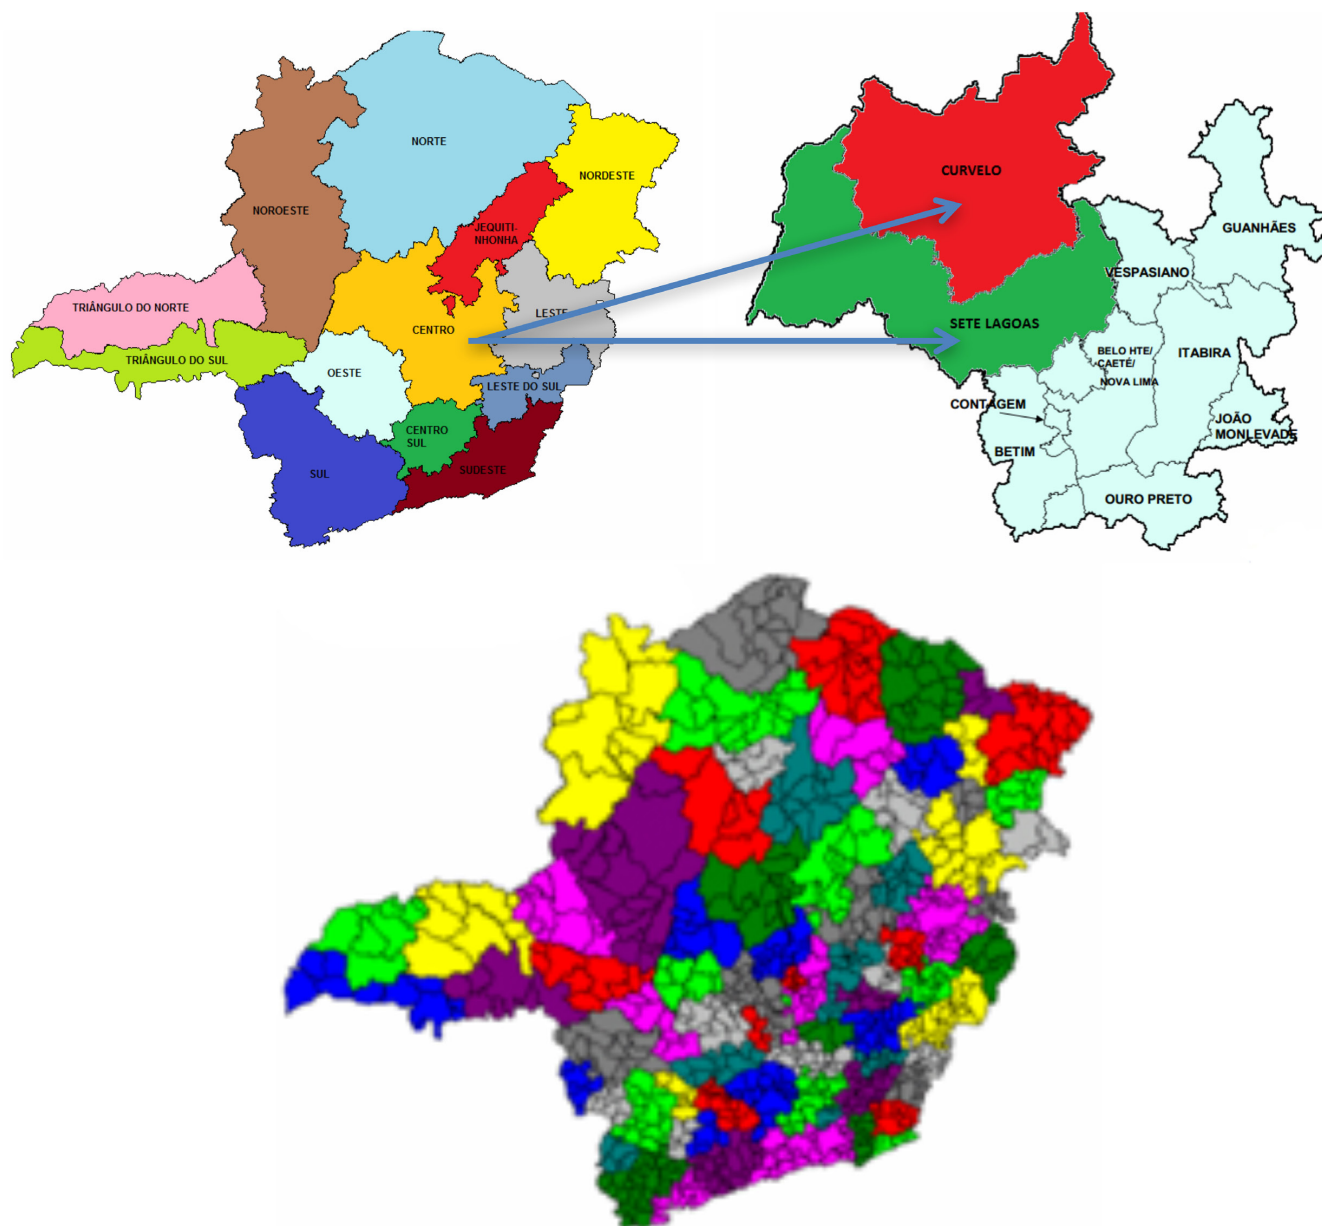 NORTE
NORDESTE
NOROESTE
JEQUITI-
NHONHA
TRIÂNGULO DO NORTE
LESTE
CENTRO
TRIÂNGULO DO SUL
OESTE
LESTE DO SUL
CENTRO
SUL
SUL
SUDESTE
CURVELO
GUANHÃES
VESPASIANO
SETE LAGOAS
BELO HTE/
CAETÉ/
NOVA LIMA
ITABIRA
CONTAGEM
JOÃO
MONLEVADE
BETIM
OURO PRETO